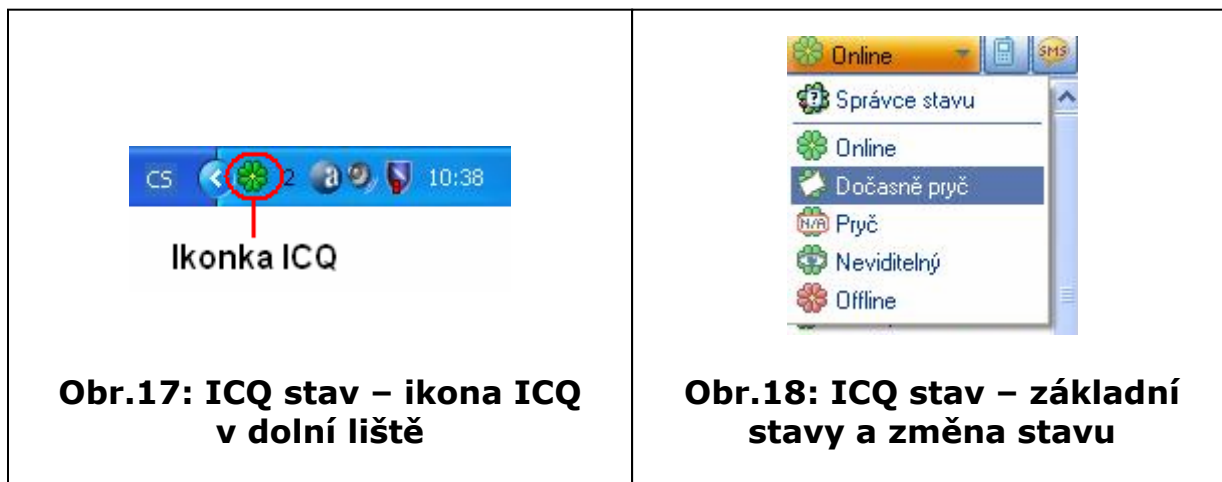 CS 2 a 10:38
Ikonka ICQ
Obr.17: ICQ stav – ikona ICQ
v dolní liště
Online SMS
Správce stavu
Online
Dočasně pryč
N/A Pryč
Neviditelný
Offline
Obr.18: ICQ stav – základní
stavy a změna stavu